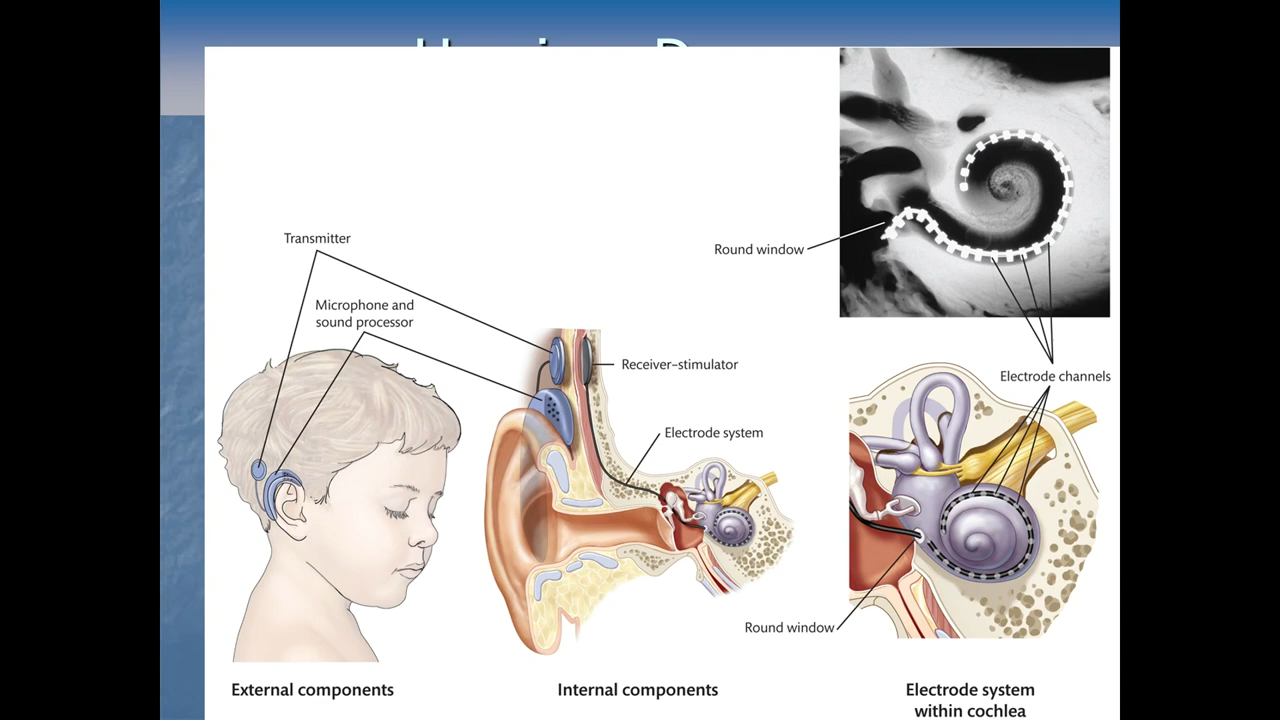 Transmitter
Round window
Microphone and
sound processor
Receiver–stimulator
Electrode channels
Electrode system
Round window
External components
Internal components
Electrode system
within cochlea